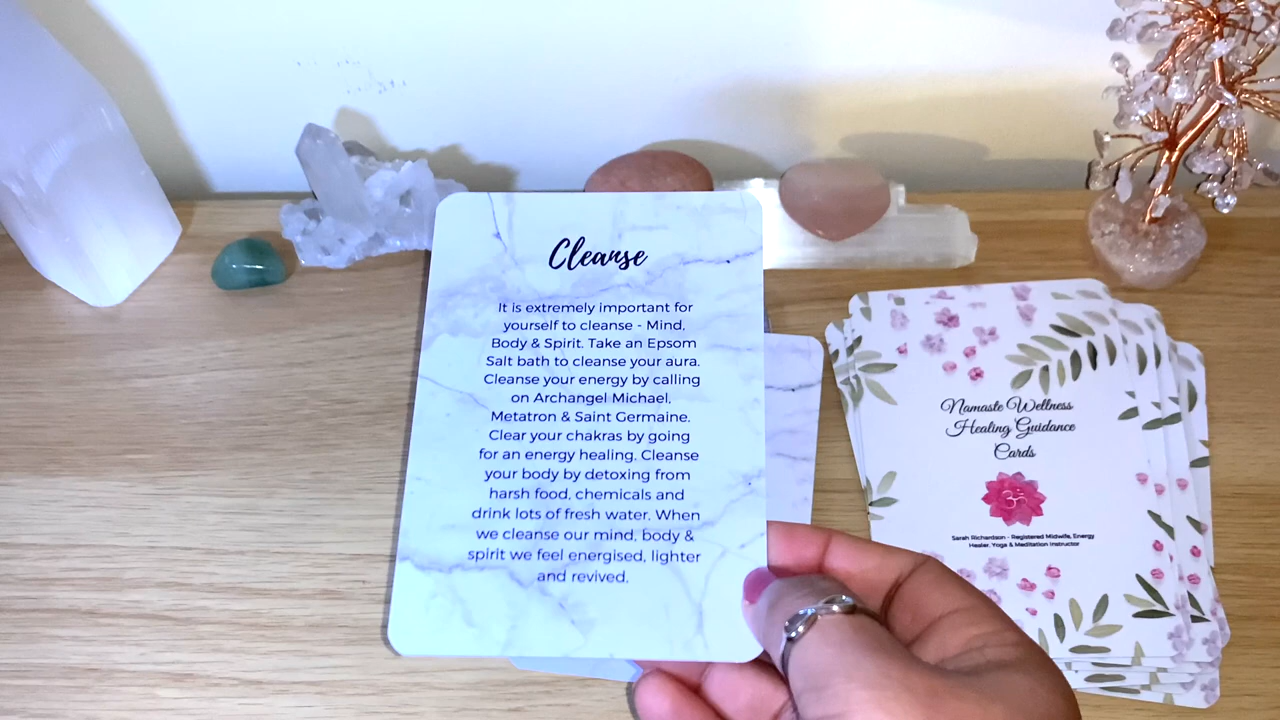 Cleanse
It is extremely important for
yourself to cleanse - Mind,
Body & Spirit. Take an Epsom
Salt bath to cleanse your aura.
Cleanse your energy by calling
on Archangel Michael,
Metatron & Saint Germaine.
Clear your chakras by going
for an energy healing. Cleanse
your body by detoxing from
harsh food, chemicals and
drink lots of fresh water. When
we cleanse our mind, body &
spirit we feel energised, lighter
and revived.
Namaste Wellness
Healing Guidance
Cards
ॐ
Sarah Richardson - Registered Midwife, Energy
Healer, Yoga & Meditation Instructor